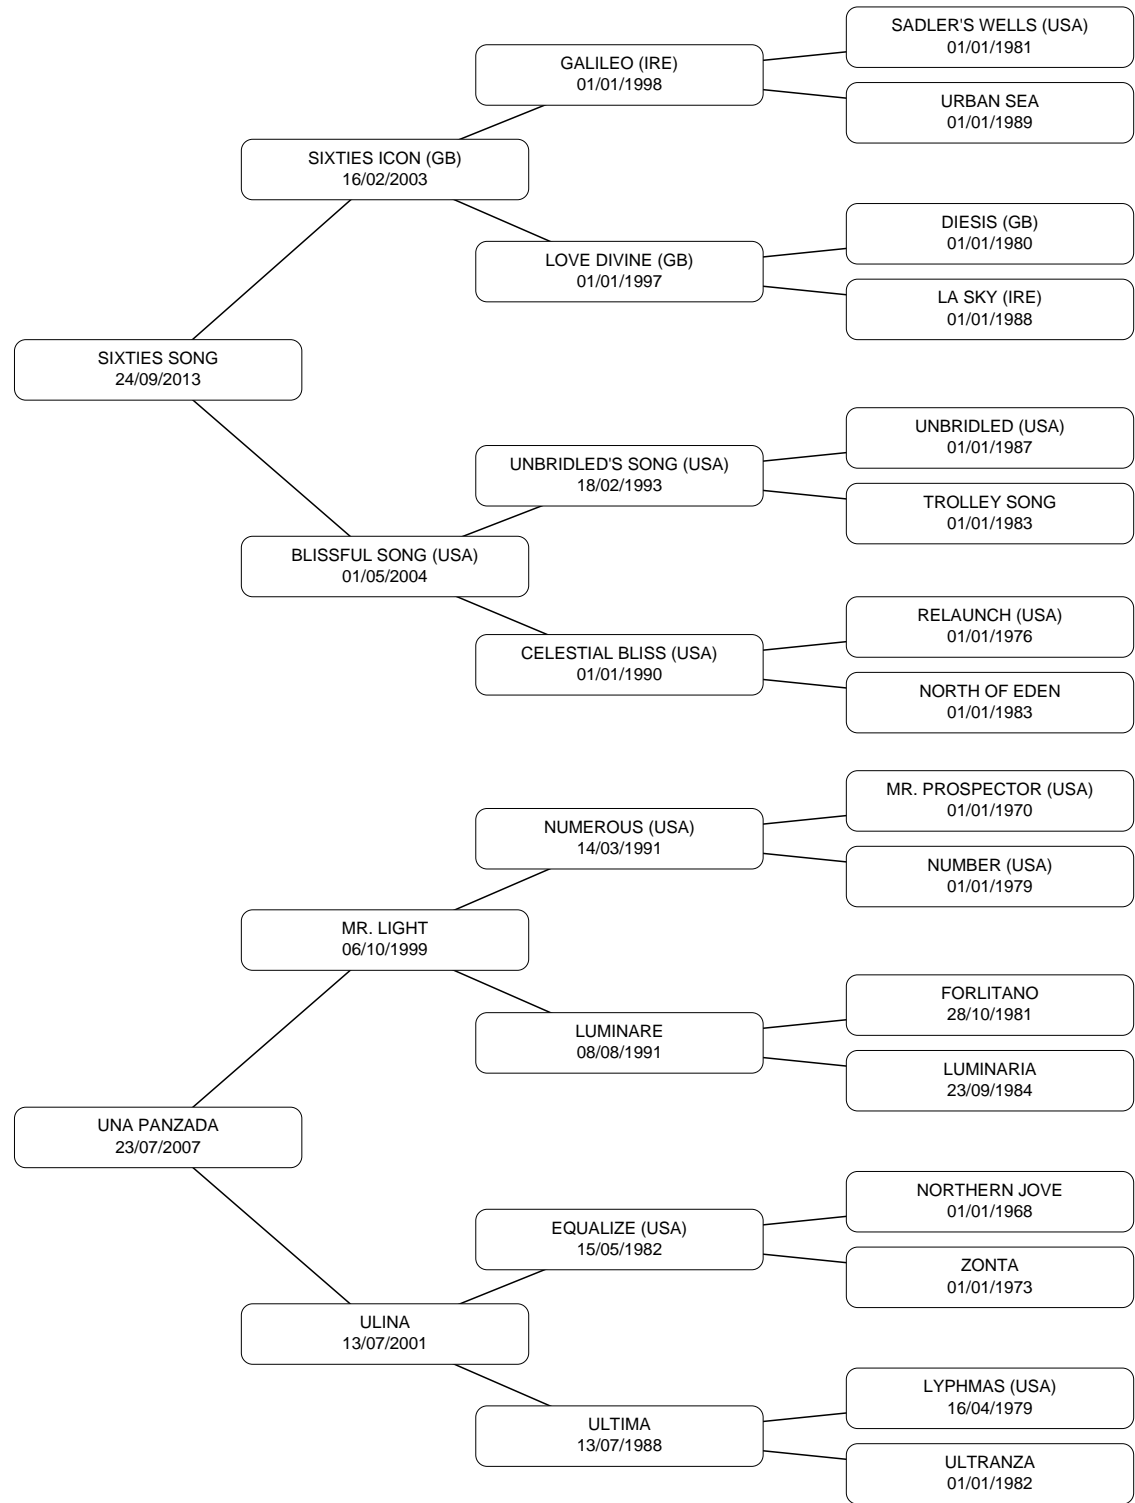 SADLER'S WELLS (USA)
01/01/1981
GALILEO (IRE)
01/01/1998
URBAN SEA
01/01/1989
SIXTIES ICON (GB)
16/02/2003
DIESIS (GB)
01/01/1980
LOVE DIVINE (GB)
01/01/1997
LA SKY (IRE)
01/01/1988
SIXTIES SONG
24/09/2013
UNBRIDLED (USA)
01/01/1987
UNBRIDLED'S SONG (USA)
18/02/1993
TROLLEY SONG
01/01/1983
BLISSFUL SONG (USA)
01/05/2004
RELAUNCH (USA)
01/01/1976
CELESTIAL BLISS (USA)
01/01/1990
NORTH OF EDEN
01/01/1983
MR. PROSPECTOR (USA)
01/01/1970
NUMEROUS (USA)
14/03/1991
NUMBER (USA)
01/01/1979
MR. LIGHT
06/10/1999
FORLITANO
28/10/1981
LUMINARE
08/08/1991
LUMINARIA
23/09/1984
UNA PANZADA
23/07/2007
NORTHERN JOVE
01/01/1968
EQUALIZE (USA)
15/05/1982
ZONTA
01/01/1973
ULINA
13/07/2001
LYPHMAS (USA)
16/04/1979
ULTIMA
13/07/1988
ULTRANZA
01/01/1982